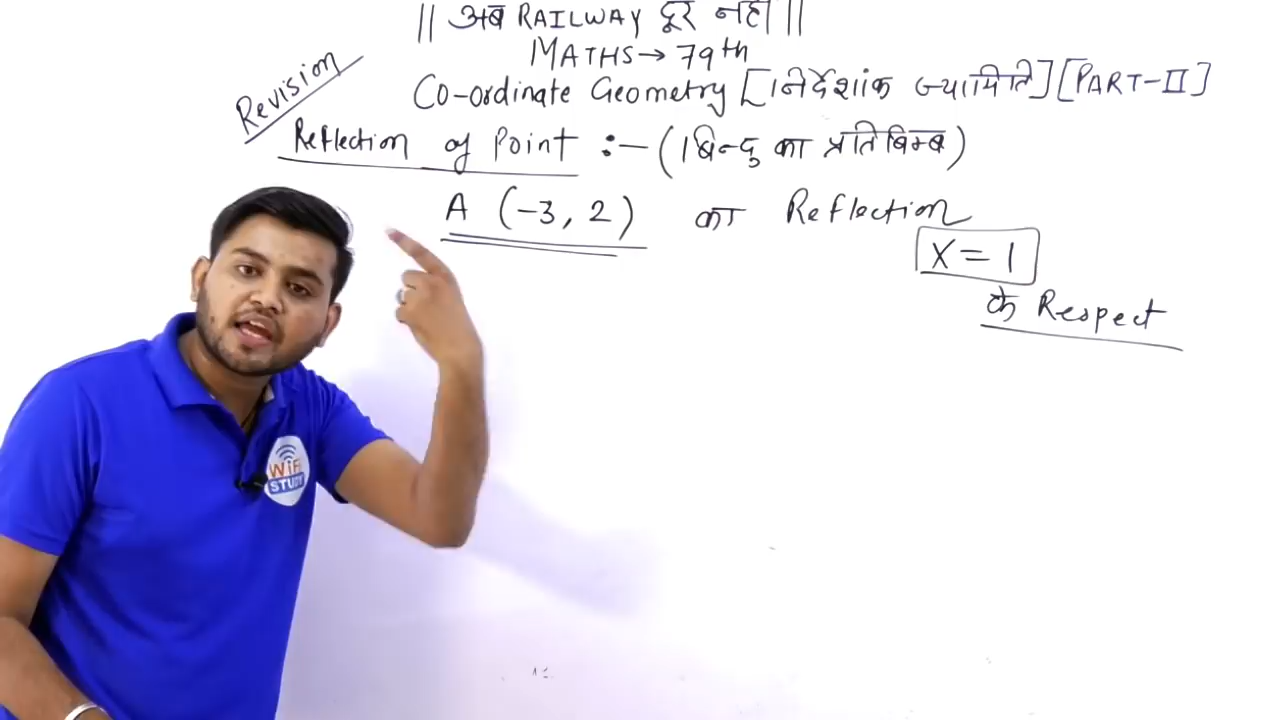 || अब RAILWAY दूर नहीं ||
MATHS → 79th
Revision
Co-ordinate Geometry [निर्देशांक ज्यामिति] [PART-II]
Reflection of Point :- (बिन्दु का प्रतिबिम्ब)
A (-3, 2) का Reflection
x = 1
के Respect
WiFi
STUDY